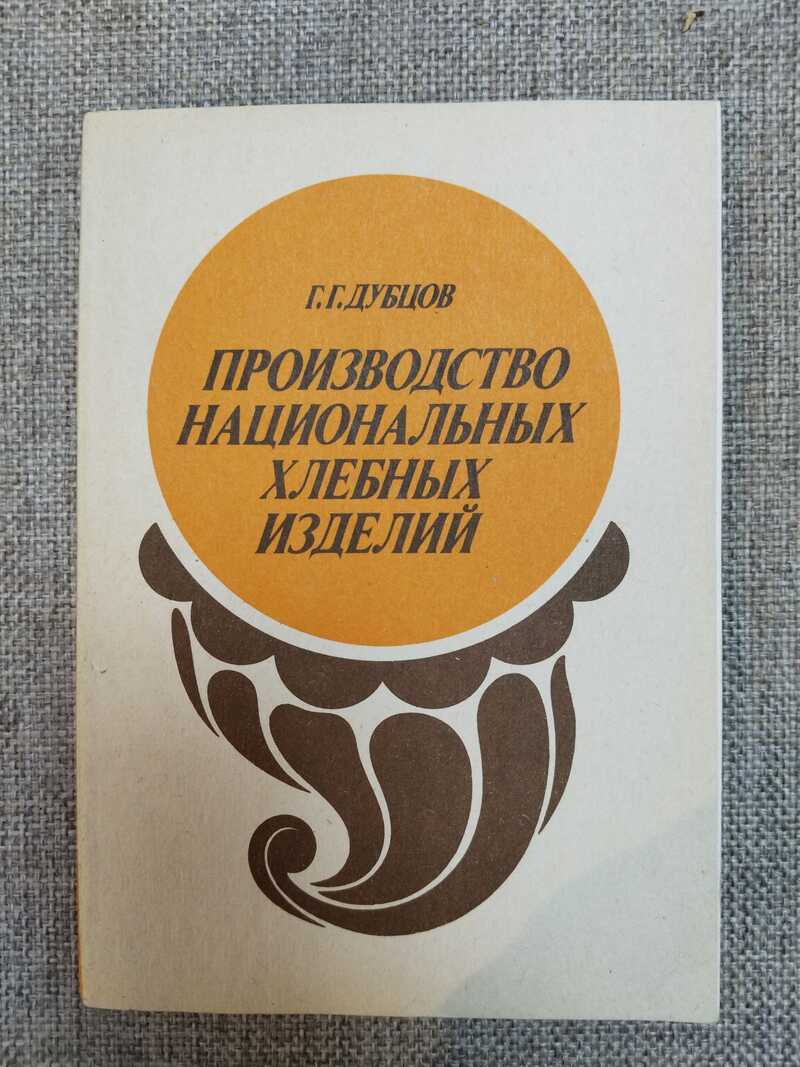 Г.Г.ДУБЦОВ
ПРОИЗВОДСТВО
НАЦИОНАЛЬНЫХ
ХЛЕБНЫХ
ИЗДЕЛИЙ